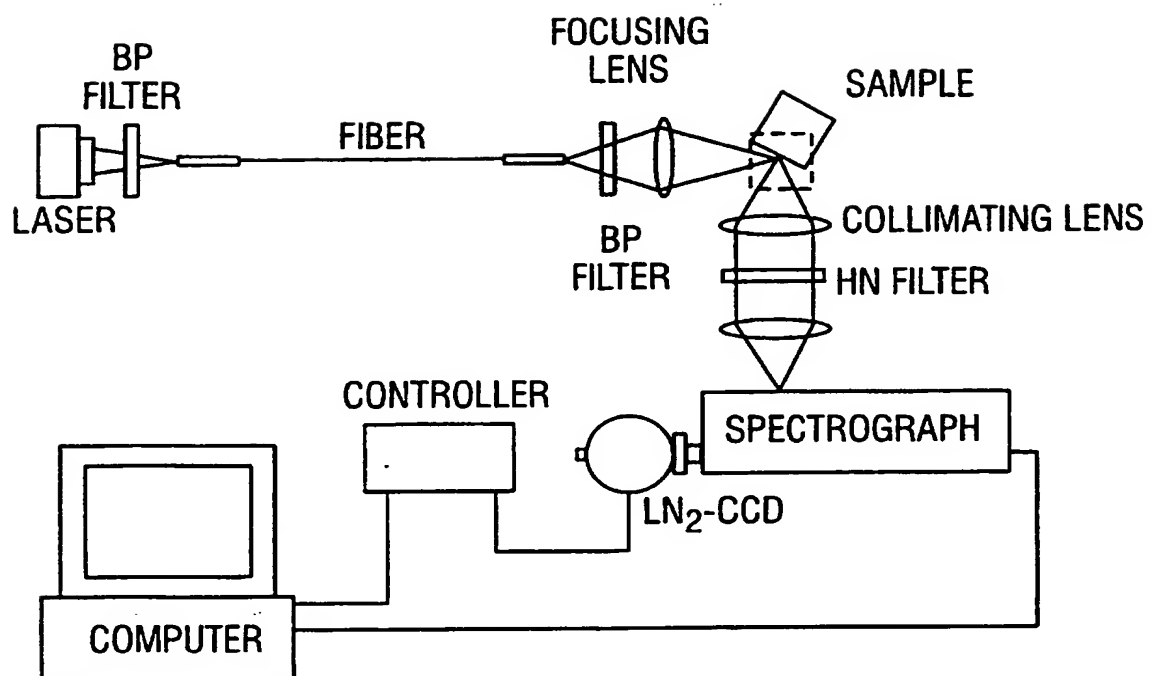 BP
FILTER
LASER
FIBER
FOCUSING
LENS
BP
FILTER
SAMPLE
COLLIMATING LENS
HN FILTER
SPECTROGRAPH
LN2-CCD
CONTROLLER
COMPUTER